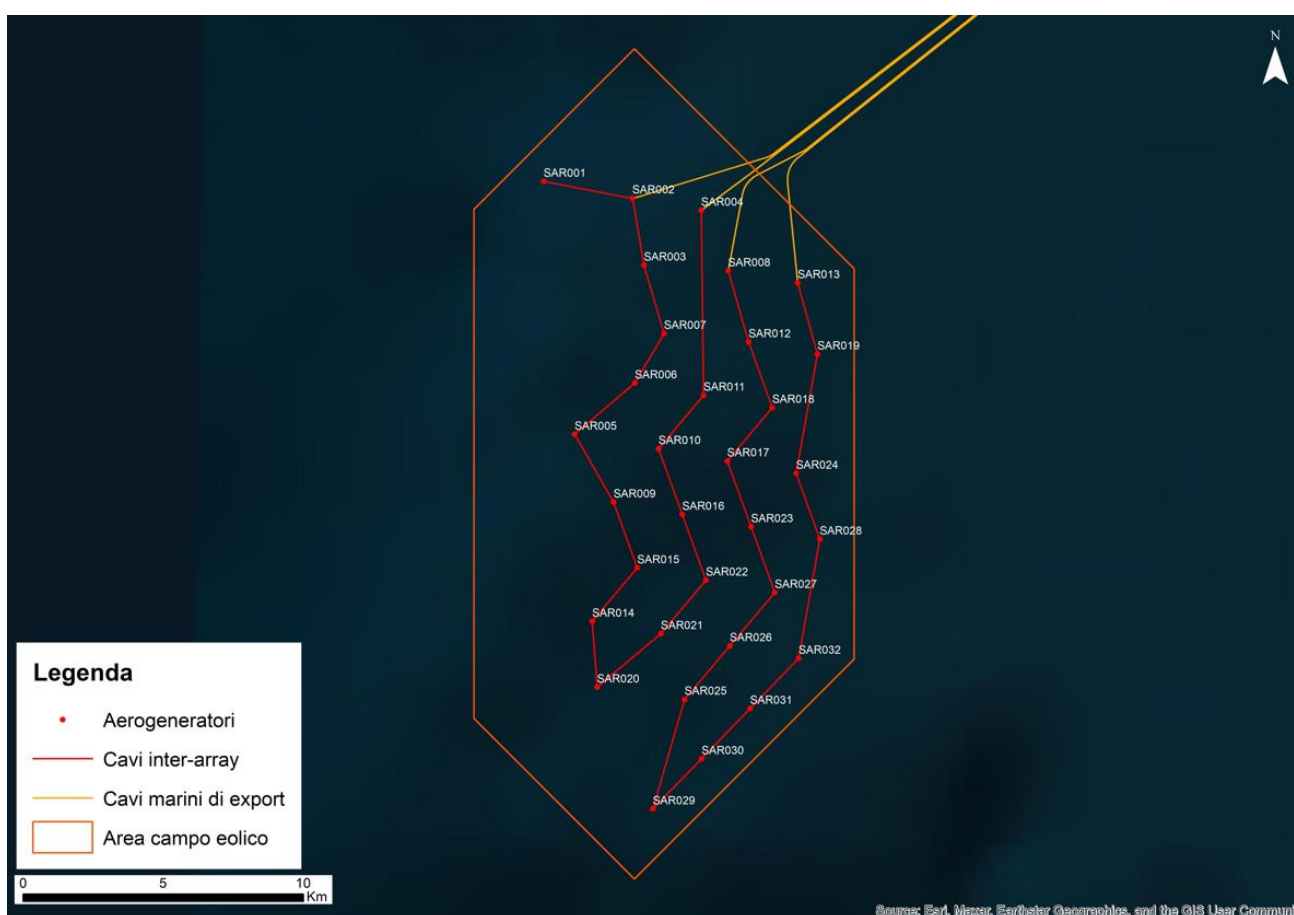 N
SAR001
SAR002
SAR004
SAR003
SAR008
SAR013
SAR007
SAR012
SAR019
SAR006
SAR011
SAR018
SAR005
SAR010
SAR017
SAR024
SAR009
SAR016
SAR023
SAR028
SAR015
SAR022
SAR027
SAR014
SAR021
SAR026
SAR032
SAR020
SAR025
SAR031
SAR030
SAR029
Legenda
Aerogeneratori
Cavi inter-array
Cavi marini di export
Area campo eolico
0 5 10
Km
Source: Esri, Maxar, Earthstar Geographics, and the GIS User Communi